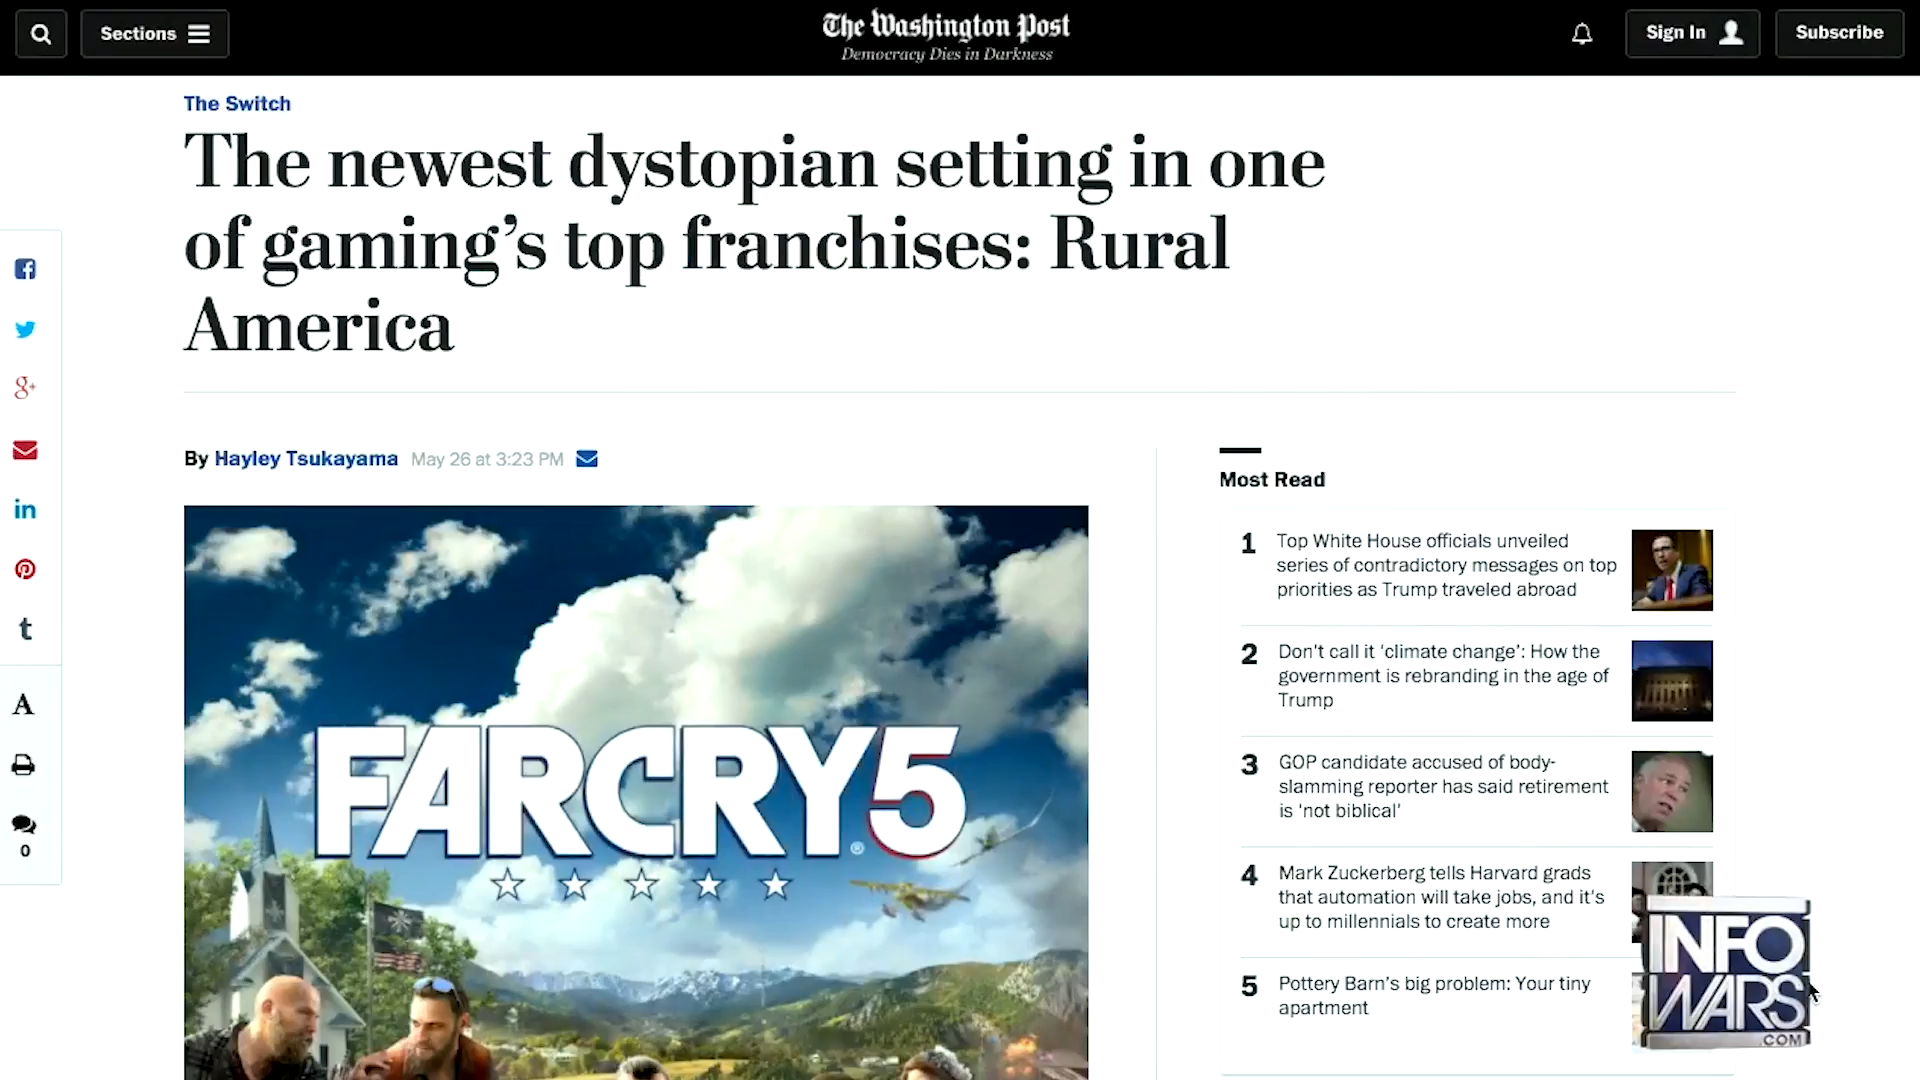 Sections
The Washington Post
Democracy Dies in Darkness
Sign In
Subscribe
The Switch
The newest dystopian setting in one
of gaming's top franchises: Rural
America
By Hayley Tsukayama May 26 at 3:23 PM
FARCRY5
®
g+
in
t
A
0
Most Read
1 Top White House officials unveiled
series of contradictory messages on top
priorities as Trump traveled abroad
2 Don't call it 'climate change': How the
government is rebranding in the age of
Trump
3 GOP candidate accused of body-
slamming reporter has said retirement
is 'not biblical'
4 Mark Zuckerberg tells Harvard grads
that automation will take jobs, and it's
up to millennials to create more
5 Pottery Barn's big problem: Your tiny
apartment
INFO
WARS
.COM